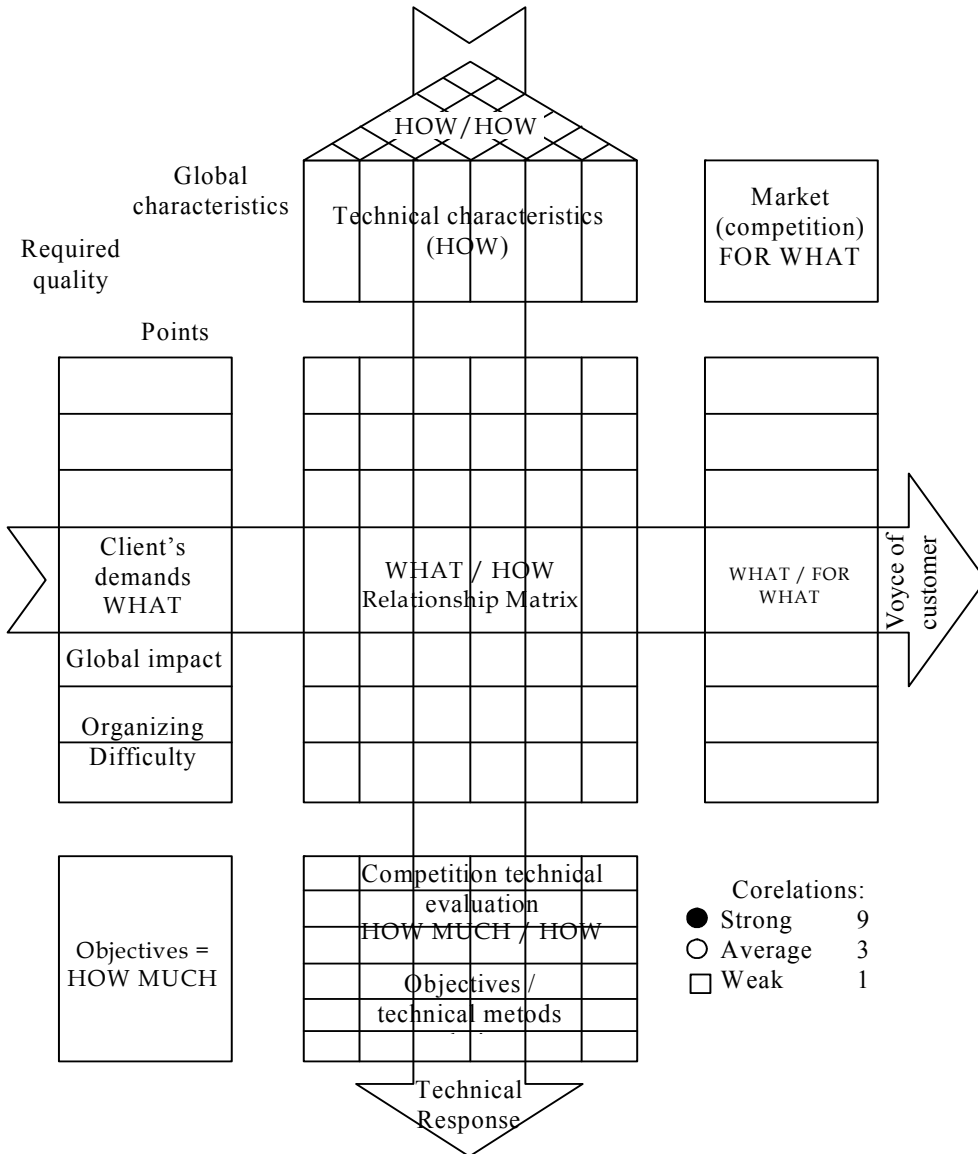 HOW/HOW
Global
characteristics
Technical characteristics
(HOW)
Market
(competition)
FOR WHAT
Required
quality
Points
Client's
demands
WHAT
WHAT / HOW
Relationship Matrix
WHAT / FOR
WHAT
Voyce of
customer
Global impact
Organizing
Difficulty
Objectives =
HOW MUCH
Competition technical
evaluation
HOW MUCH / HOW
Objectives /
technical metods
Corelations:
Strong 9
Average 3
Weak 1
Technical
Response